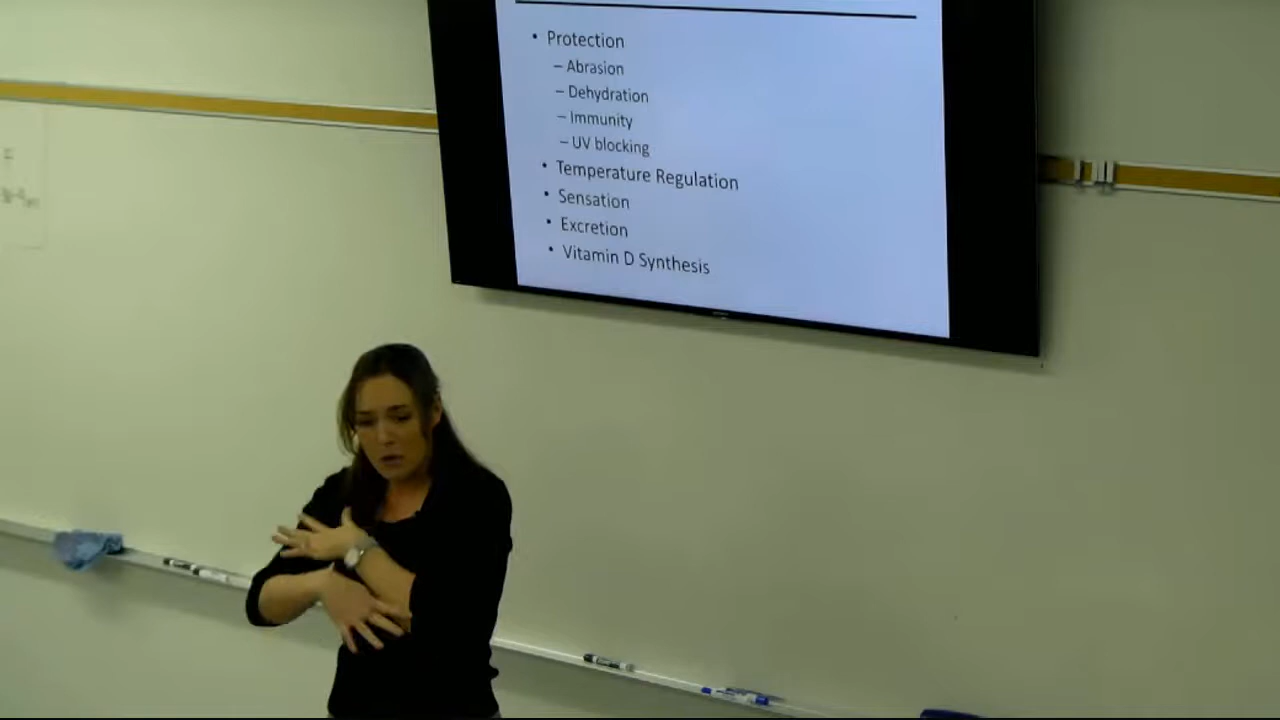 • Protection
– Abrasion
– Dehydration
– Immunity
– UV blocking
• Temperature Regulation
• Sensation
• Excretion
• Vitamin D Synthesis